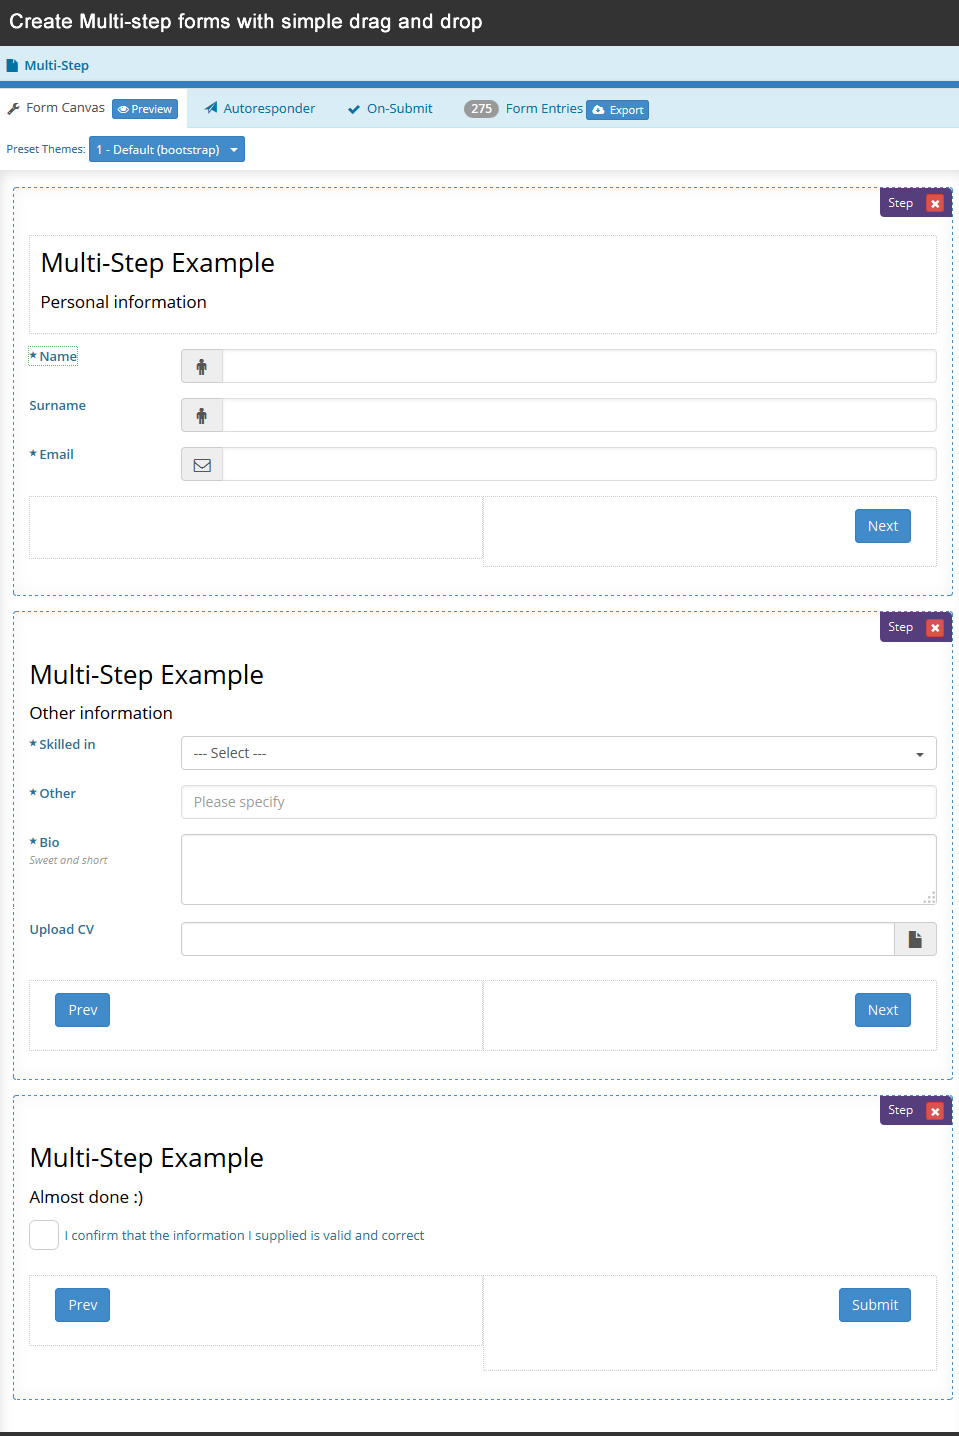 Create Multi-step forms with simple drag and drop
Multi-Step
Form Canvas Preview Autoresponder On-Submit 275 Form Entries Export
Preset Themes: 1 - Default (bootstrap)
Step
Multi-Step Example
Personal information
* Name
Surname
* Email
Next
Step
Multi-Step Example
Other information
* Skilled in --- Select ---
* Other Please specify
* Bio
Sweet and short
Upload CV
Prev Next
Step
Multi-Step Example
Almost done :)
I confirm that the information I supplied is valid and correct
Prev Submit